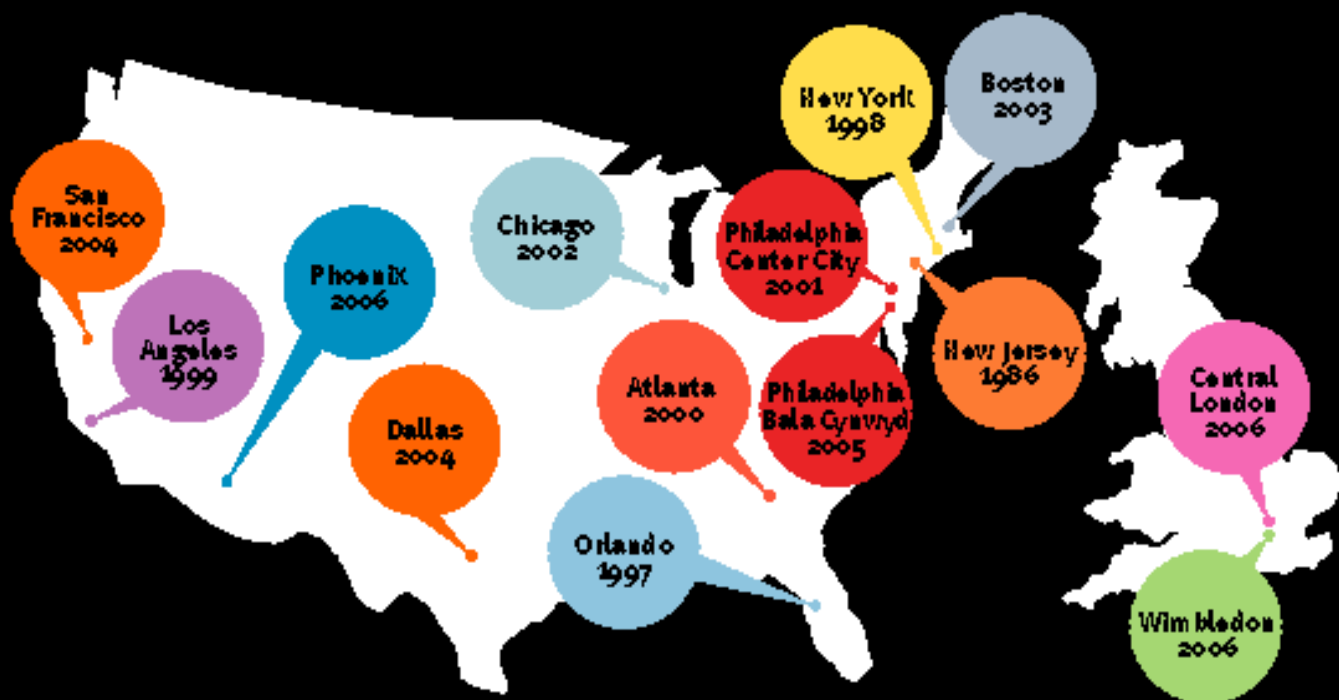 New York
1998
Boston
2003
San
Francisco
2004
Chicago
2002
Philadelphia
Center City
2001
Phoenix
2006
Los
Angeles
1999
New Jersey
1986
Atlanta
2000
Philadelphia
Bala Cynwyd
2005
Central
London
2006
Dallas
2004
Orlando
1997
Wimbledon
2006